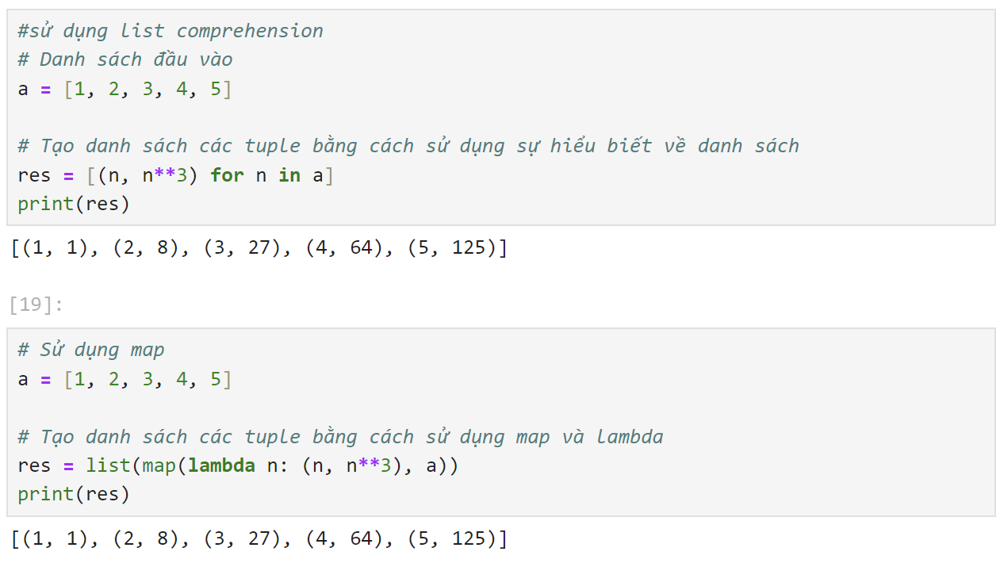 #sử dụng list comprehension
# Danh sách đầu vào
a = [1, 2, 3, 4, 5]
# Tạo danh sách các tuple bằng cách sử dụng sự hiểu biết về danh sách
res = [(n, n**3) for n in a]
print(res)
[(1, 1), (2, 8), (3, 27), (4, 64), (5, 125)]
[19]:
# Sử dụng map
a = [1, 2, 3, 4, 5]
# Tạo danh sách các tuple bằng cách sử dụng map và lambda
res = list(map(lambda n: (n, n**3), a))
print(res)
[(1, 1), (2, 8), (3, 27), (4, 64), (5, 125)]